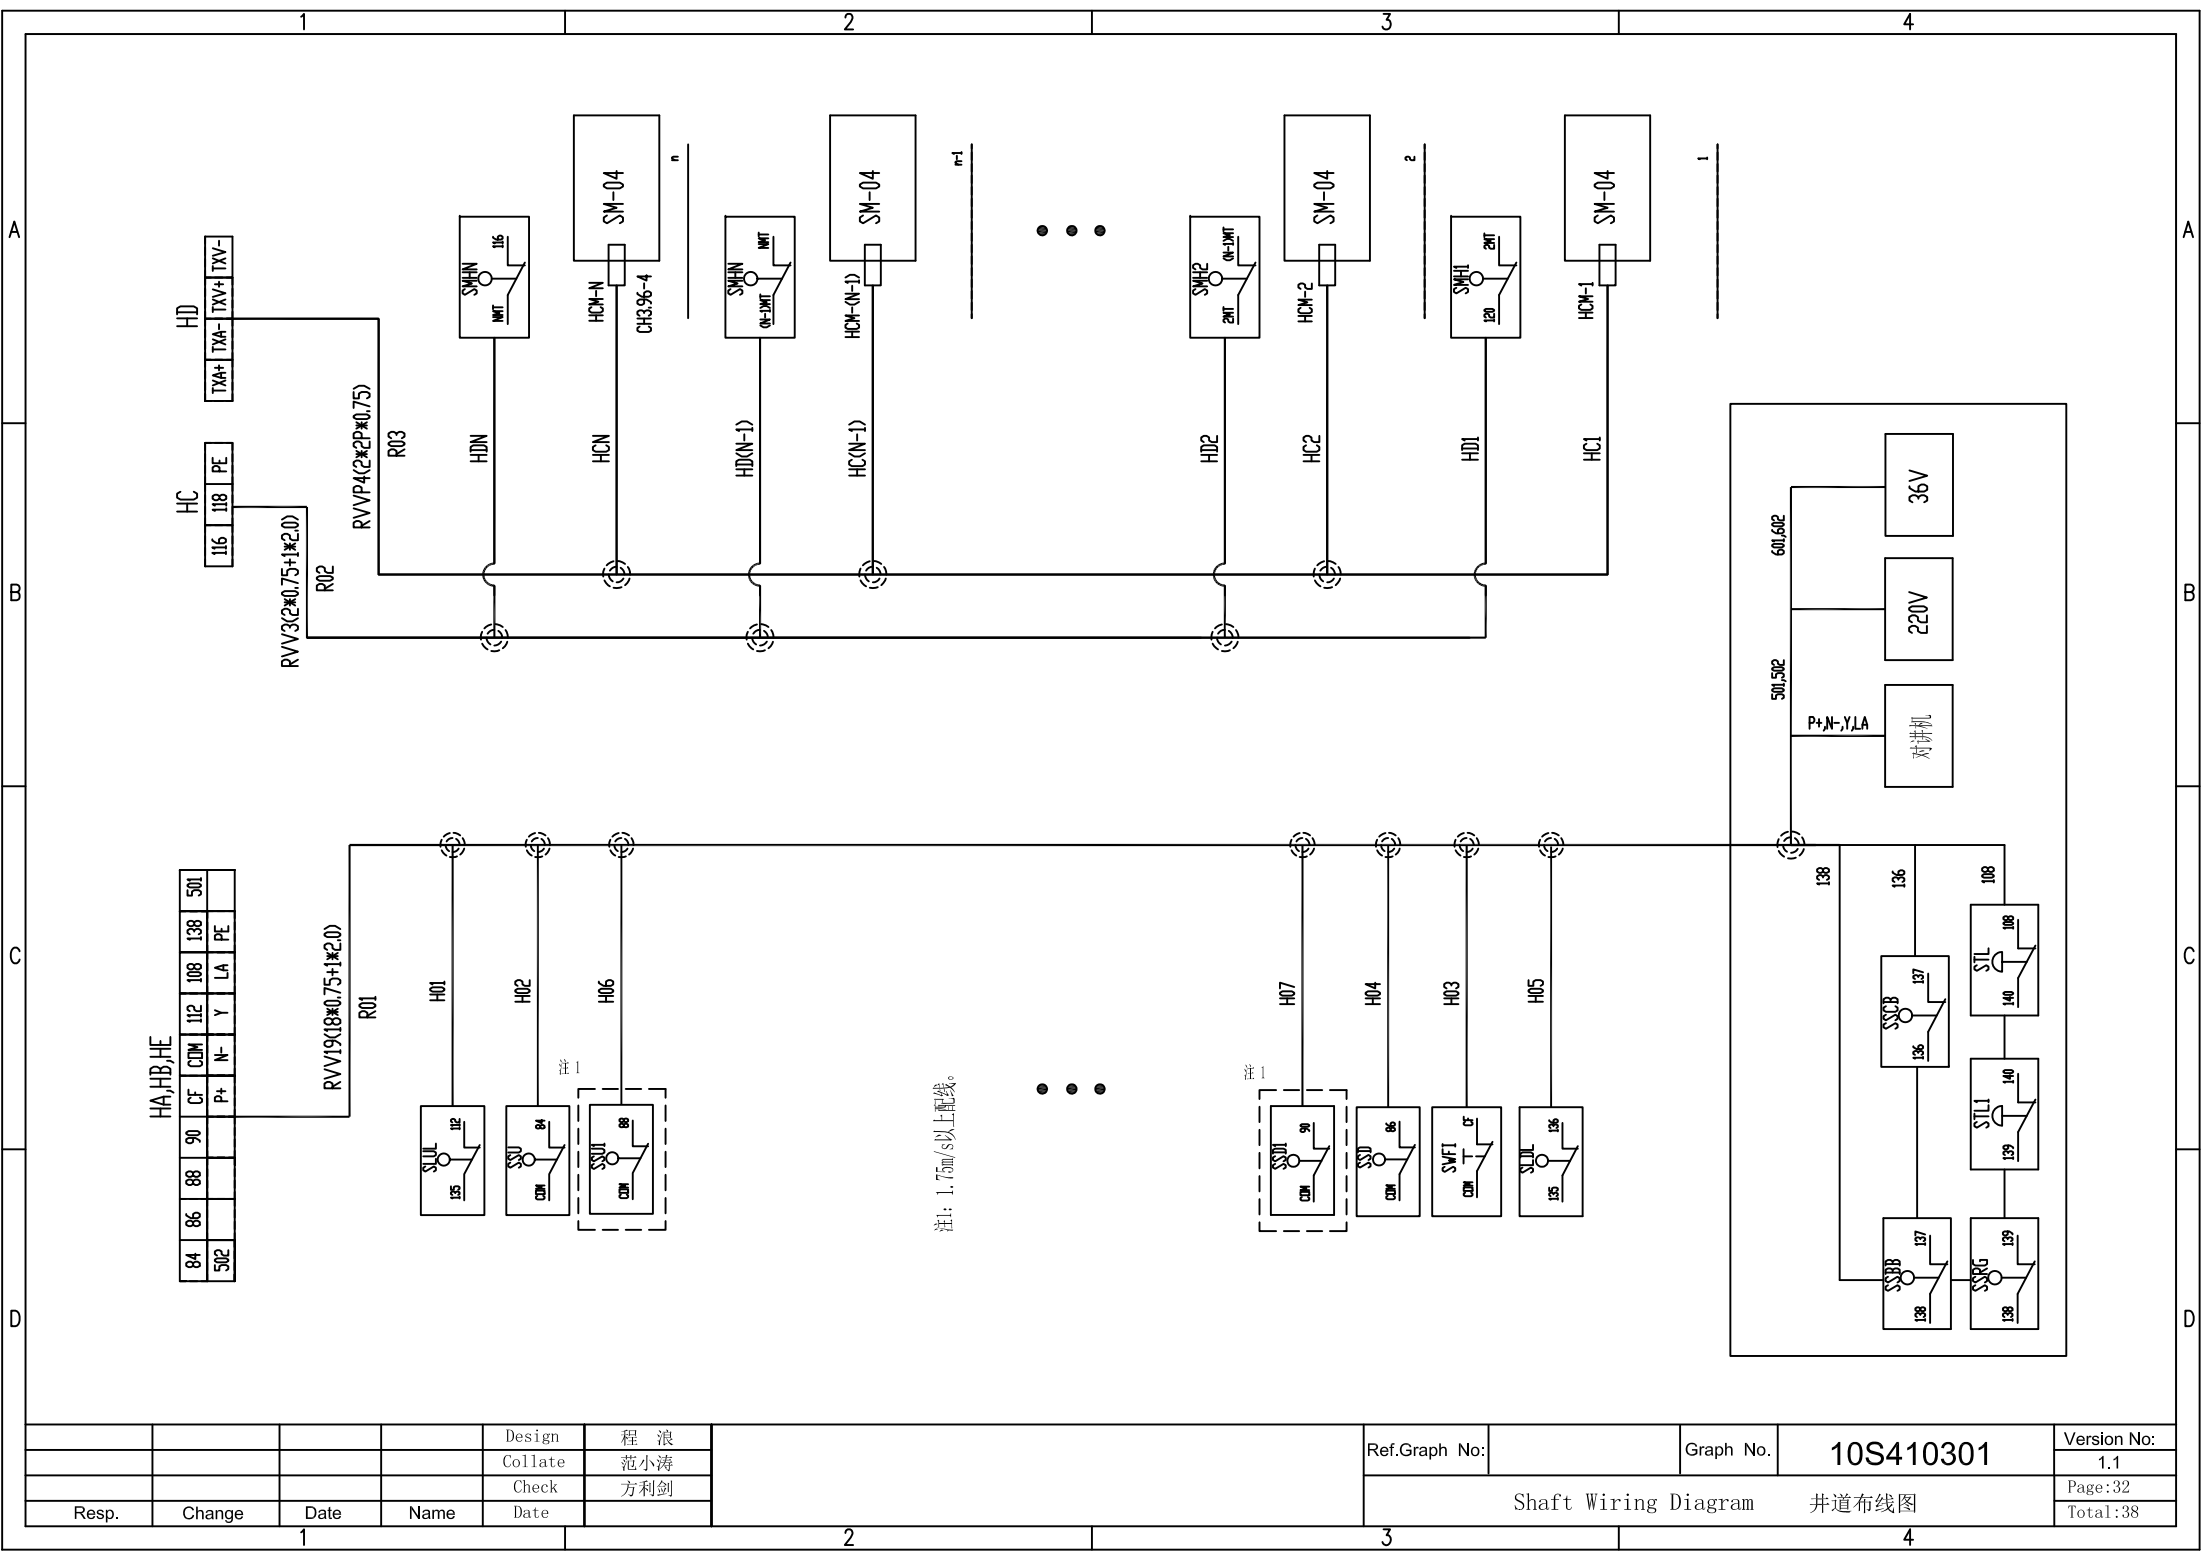 1
2
3
4
A
A
B
B
C
C
D
D
HD
TXA+ TXA- TXV+ TXV-
RVVP4(2*2P*0.75)
R03
HC
116 118 PE
RVV3(2*0.75+1*2.0)
R02
SMHN
NMT 116
HDN
SM-04
HCM-N
CH3.96-4
HCN
n
SMHN
(N-1)MT NMT
HD(N-1)
SM-04
HCM-(N-1)
HC(N-1)
n-1
SMH2
2MT (N-1)MT
HD2
SM-04
HCM-2
HC2
2
SMH1
120 2MT
HD1
SM-04
HCM-1
HC1
1
HA,HB,HE
84 86 88 90 CF COM 112 108 138 501
502 P+ N- Y LA PE
RVV19(18*0.75+1*2.0)
R01
H01
SLUL
135 112
H02
SSU
COM 84
H06
注 1
SSU1
COM 88
注1: 1.75m/s以上配线。
H07
注 1
SSD1
COM 90
H04
SSD
COM 86
H03
SWFI
COM CF
H05
SLDL
135 136
601,602
36V
501,502
220V
P+,N-,Y,LA
对讲机
138
136
108
SSCB
136 137
STL
140 108
STL1
139 140
SSBB
138 137
SSRG
138 139
Design 程 浪
Collate 范小涛
Check 方利剑
Resp. Change Date Name Date
Ref.Graph No:
Graph No. 10S410301
Version No:
1.1
Shaft Wiring Diagram 井道布线图
Page:32
Total:38
1
2
3
4